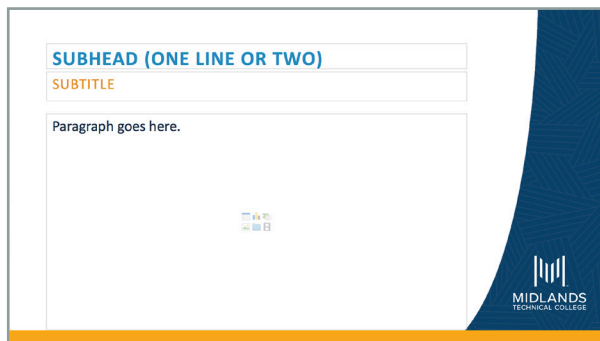 SUBHEAD (ONE LINE OR TWO)
SUBTITLE
Paragraph goes here.
MIDLANDS
TECHNICAL COLLEGE